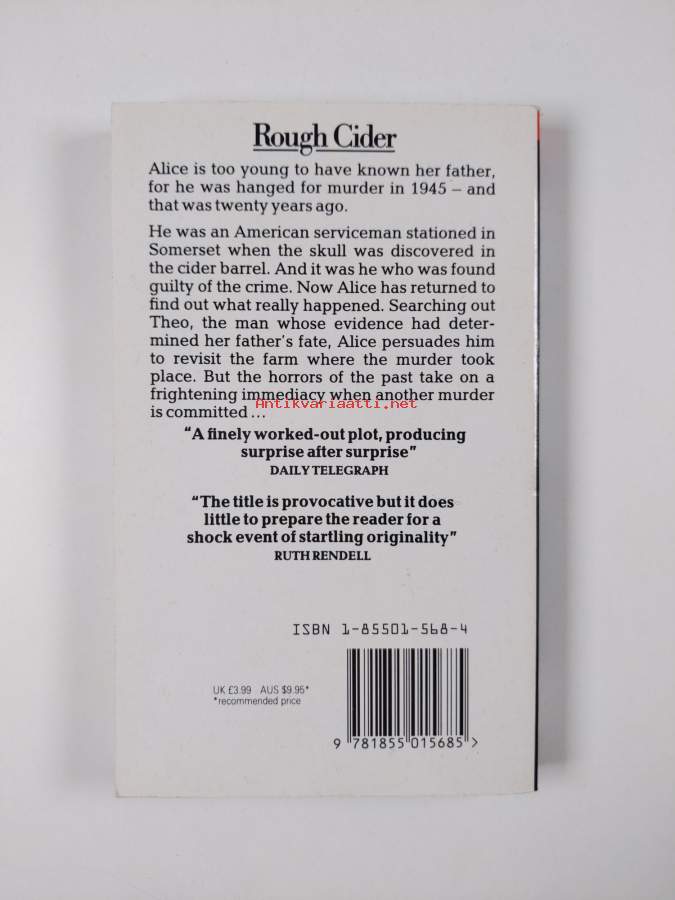 Rough Cider
Alice is too young to have known her father,
for he was hanged for murder in 1945 – and
that was twenty years ago.
He was an American serviceman stationed in
Somerset when the skull was discovered in
the cider barrel. And it was he who was found
guilty of the crime. Now Alice has returned to
find out what really happened. Searching out
Theo, the man whose evidence had deter-
mined her father's fate, Alice persuades him
to revisit the farm where the murder took
place. But the horrors of the past take on a
frightening immediacy when another murder
is committed ...
Antikvariaatti.net
“A finely worked-out plot, producing
surprise after surprise”
DAILY TELEGRAPH
“The title is provocative but it does
little to prepare the reader for a
shock event of startling originality”
RUTH RENDELL
ISBN 1-85501-568-4
UK £3.99 AUS $9.95*
*recommended price
9 781855 015685 >